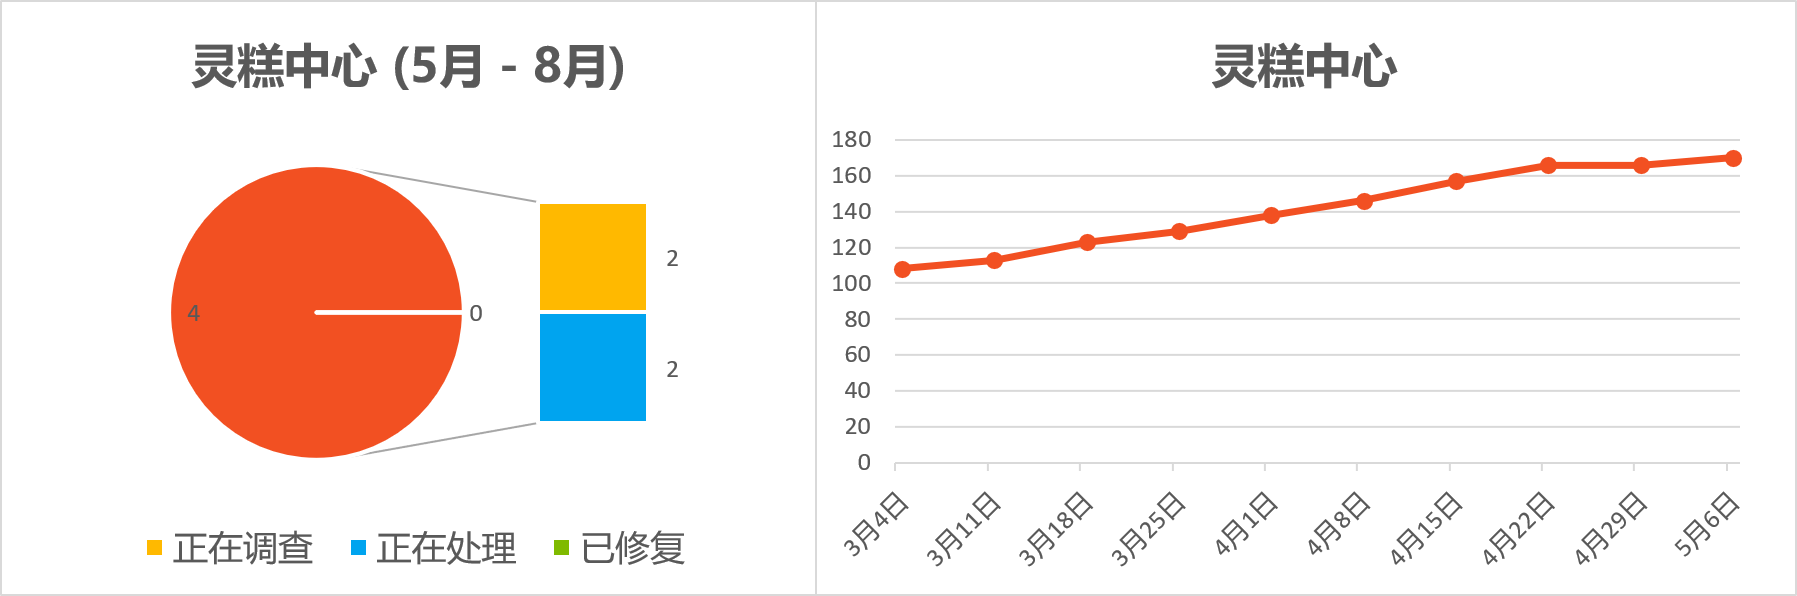 灵糕中心 (5月 - 8月)
4
0
2
2
正在调查
正在处理
已修复
灵糕中心
180
160
140
120
100
80
60
40
20
0
3月4日
3月11日
3月18日
3月25日
4月1日
4月8日
4月15日
4月22日
4月29日
5月6日